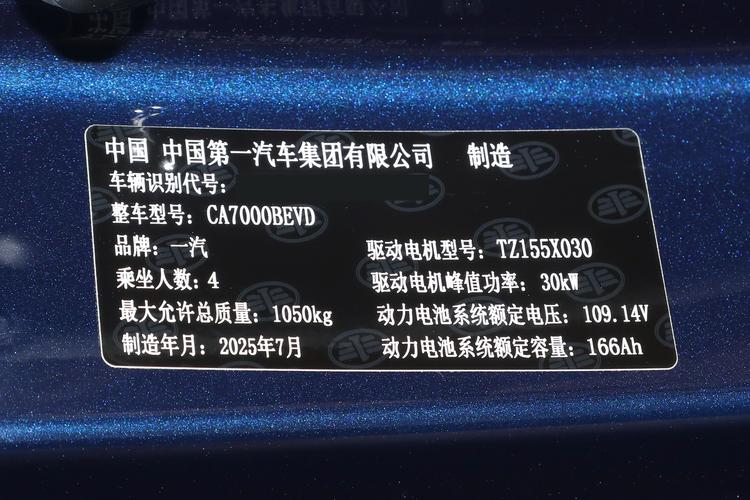 中国 中国第一汽车集团有限公司 制造
车辆识别代号：
整车型号：CA7000BEVD
品牌：一汽 驱动电机型号：TZ155X030
乘坐人数：4 驱动电机峰值功率：30kW
最大允许总质量：1050kg 动力电池系统额定电压：109.14V
制造年月：2025年7月 动力电池系统额定容量：166Ah